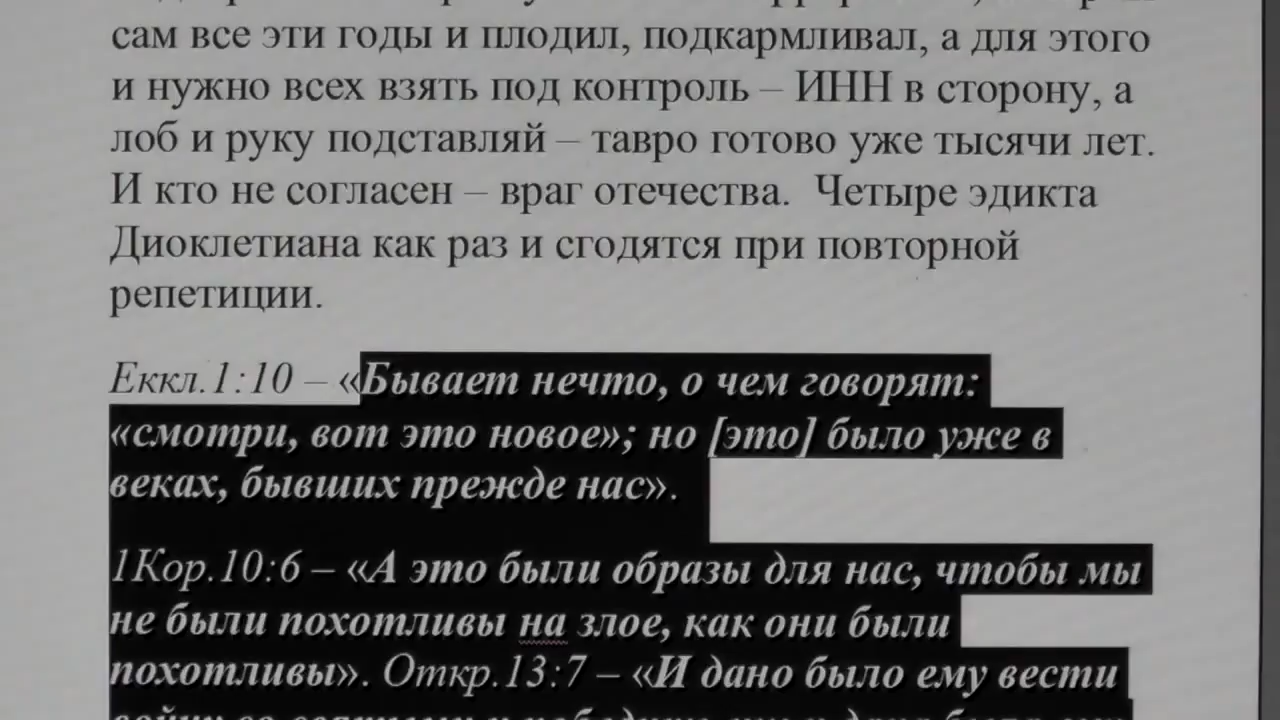 сам все эти годы и плодил, подкармливал, а для этого
и нужно всех взять под контроль – ИНН в сторону, а
лоб и руку подставляй – тавро готово уже тысячи лет.
И кто не согласен – враг отечества.  Четыре эдикта
Диоклетиана как раз и сгодятся при повторной
репетиции.
Еккл.1:10 – «Бывает нечто, о чем говорят:
«смотри, вот это новое»; но [это] было уже в
веках, бывших прежде нас».
1Кор.10:6 – «А это были образы для нас, чтобы мы
не были похотливы на злое, как они были
похотливы». Откр.13:7 – «И дано было ему вести